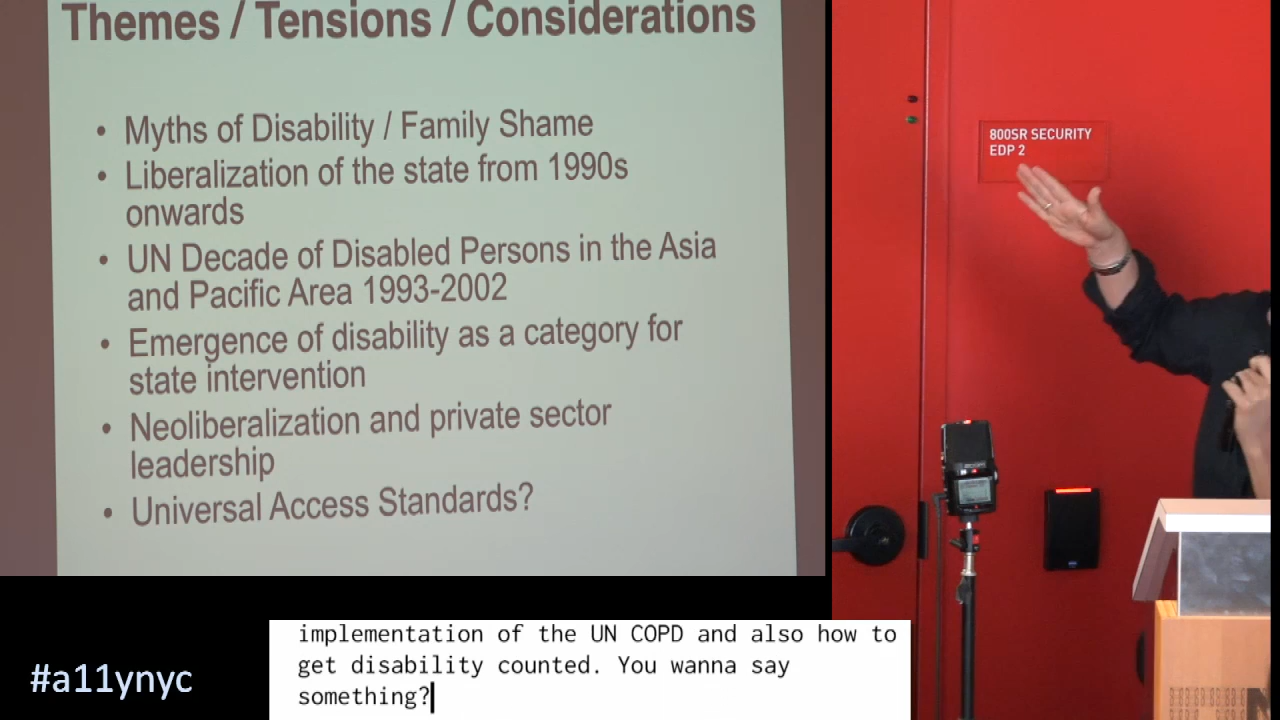 Themes / Tensions / Considerations
• Myths of Disability / Family Shame
• Liberalization of the state from 1990s
onwards
• UN Decade of Disabled Persons in the Asia
and Pacific Area 1993-2002
• Emergence of disability as a category for
state intervention
• Neoliberalization and private sector
leadership
• Universal Access Standards?
800SR SECURITY
EDP 2
implementation of the UN COPD and also how to
get disability counted. You wanna say
something?
#a11ynyc